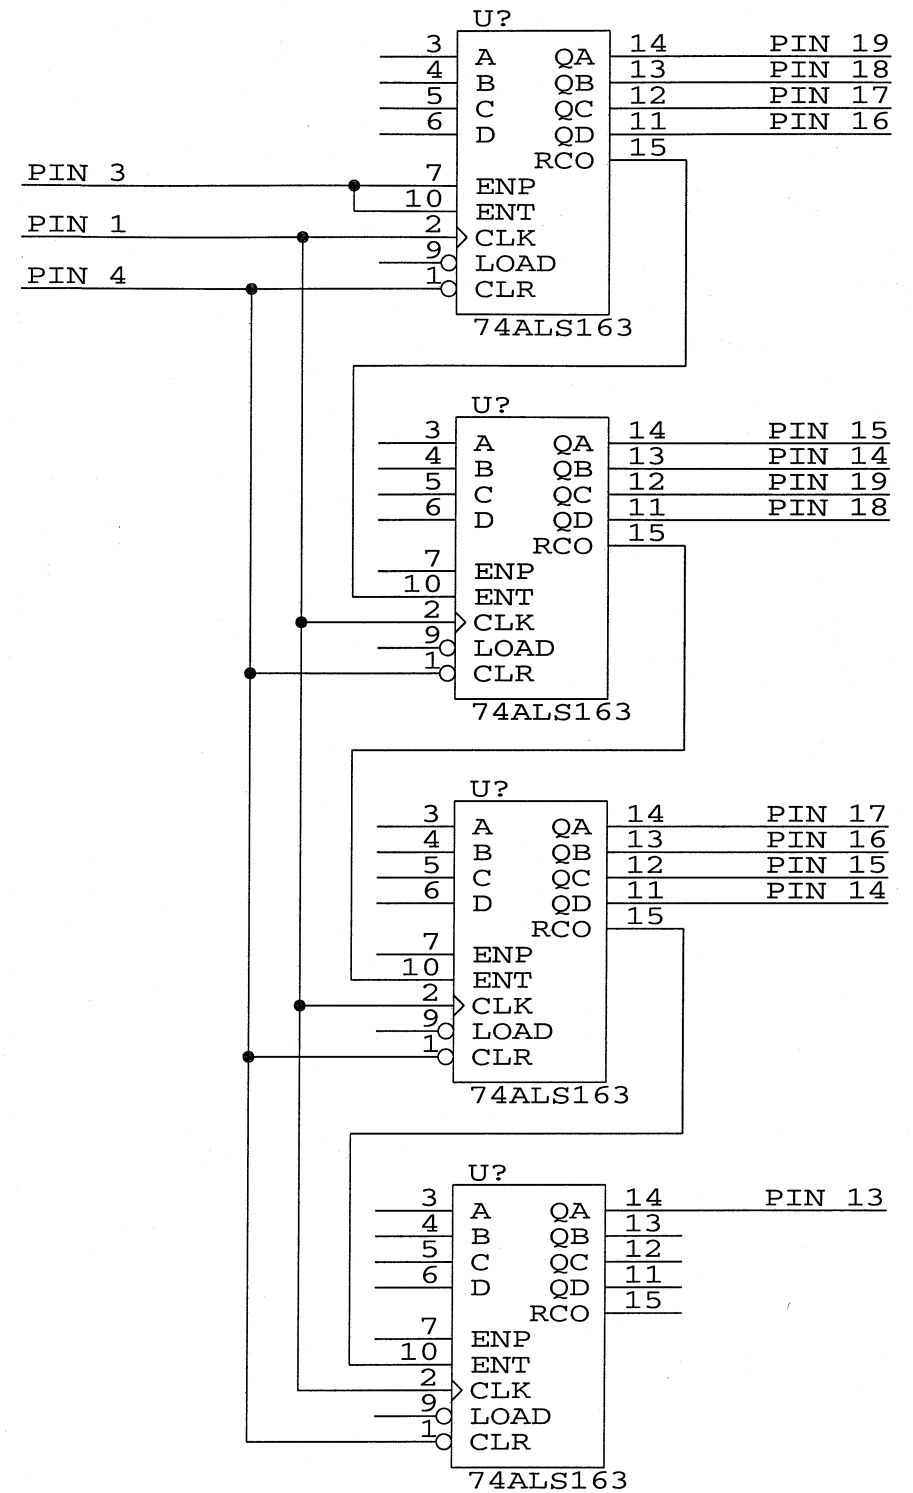 U?
3 A QA 14 PIN 19
4 B QB 13 PIN 18
5 C QC 12 PIN 17
6 D QD 11 PIN 16
RCO 15
PIN 3 7 ENP
10 ENT
PIN 1 2 CLK
9 LOAD
PIN 4 1 CLR
74ALS163
U?
3 A QA 14 PIN 15
4 B QB 13 PIN 14
5 C QC 12 PIN 19
6 D QD 11 PIN 18
RCO 15
7 ENP
10 ENT
2 CLK
9 LOAD
1 CLR
74ALS163
U?
3 A QA 14 PIN 17
4 B QB 13 PIN 16
5 C QC 12 PIN 15
6 D QD 11 PIN 14
RCO 15
7 ENP
10 ENT
2 CLK
9 LOAD
1 CLR
74ALS163
U?
3 A QA 14 PIN 13
4 B QB 13
5 C QC 12
6 D QD 11
RCO 15
7 ENP
10 ENT
2 CLK
9 LOAD
1 CLR
74ALS163